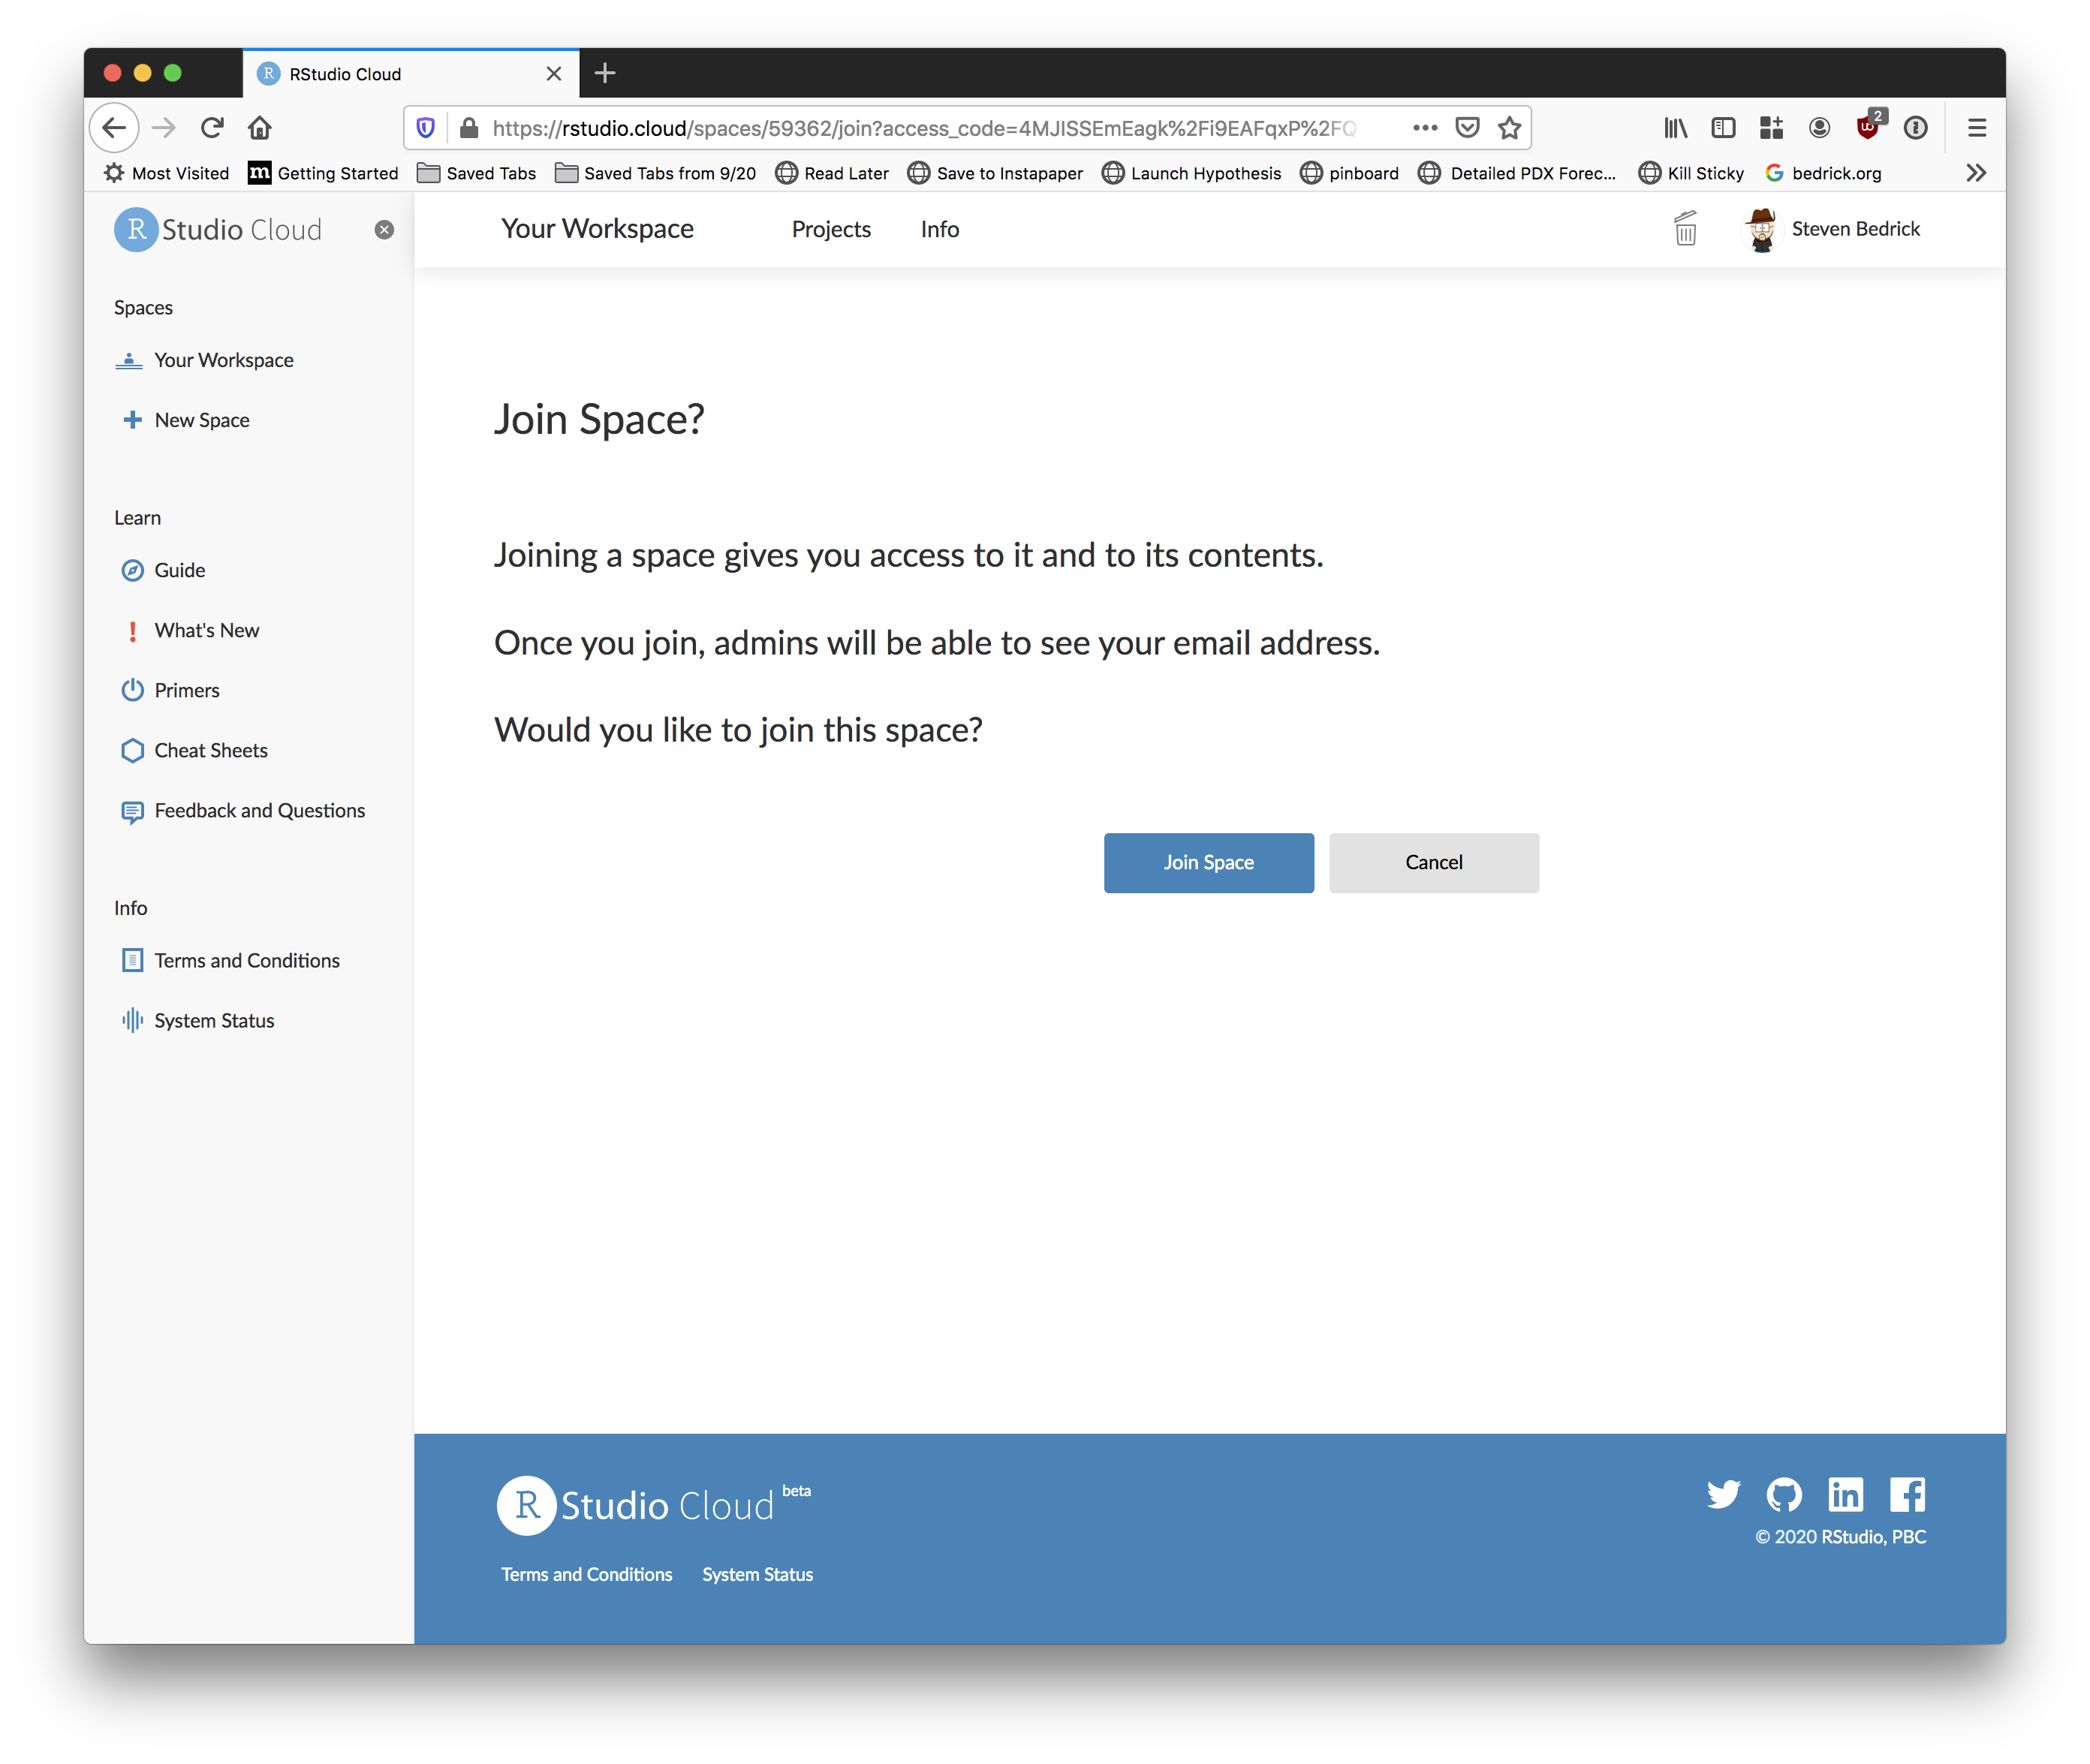 RStudio Cloud
https://rstudio.cloud/spaces/59362/join?access_code=4MJISSEmEagk%2Fi9EAFqxP%2FQ
2
Most Visited Getting Started Saved Tabs Saved Tabs from 9/20 Read Later Save to Instapaper Launch Hypothesis pinboard Detailed PDX Forec... Kill Sticky bedrick.org
R Studio Cloud
Your Workspace Projects Info Steven Bedrick
Spaces
Your Workspace
New Space
Learn
Guide
What's New
Primers
Cheat Sheets
Feedback and Questions
Info
Terms and Conditions
System Status
Join Space?
Joining a space gives you access to it and to its contents.
Once you join, admins will be able to see your email address.
Would you like to join this space?
Join Space Cancel
R Studio Cloud beta
© 2020 RStudio, PBC
Terms and Conditions System Status